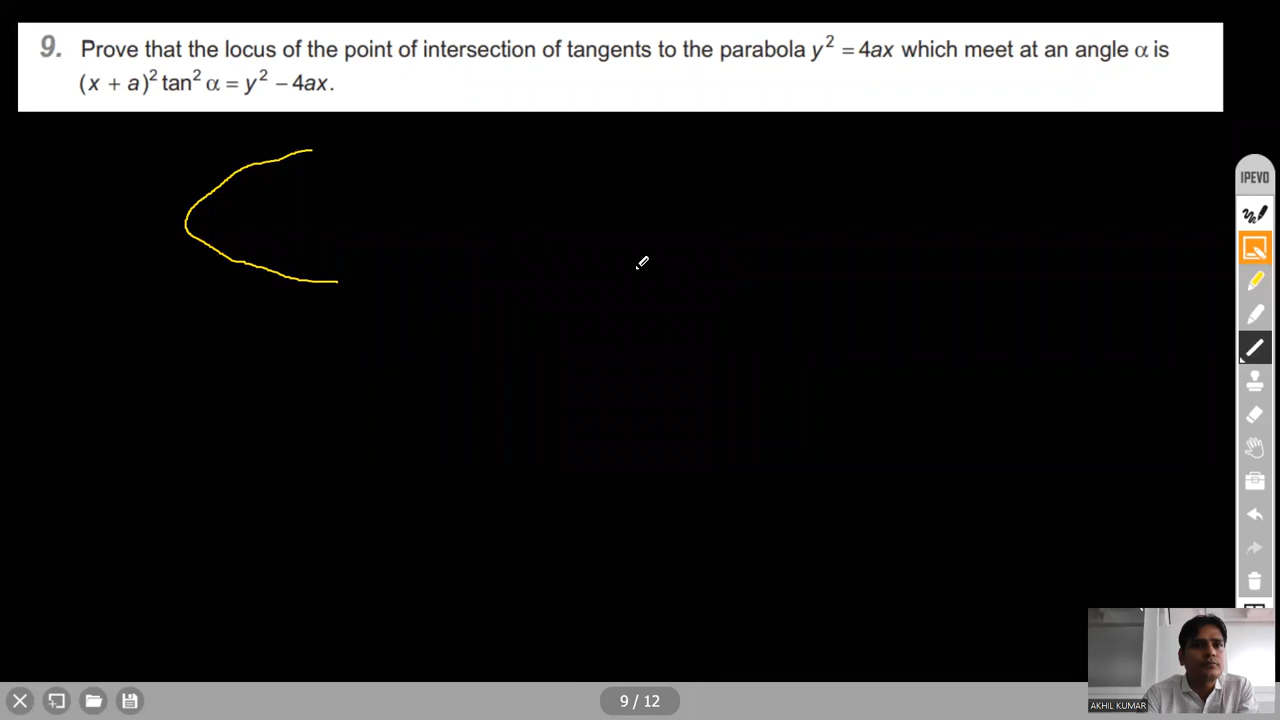 9. Prove that the locus of the point of intersection of tangents to the parabola y² = 4ax which meet at an angle α is
(x + a)² tan² α = y² – 4ax.
IPEVO
9 / 12
AKHIL KUMAR